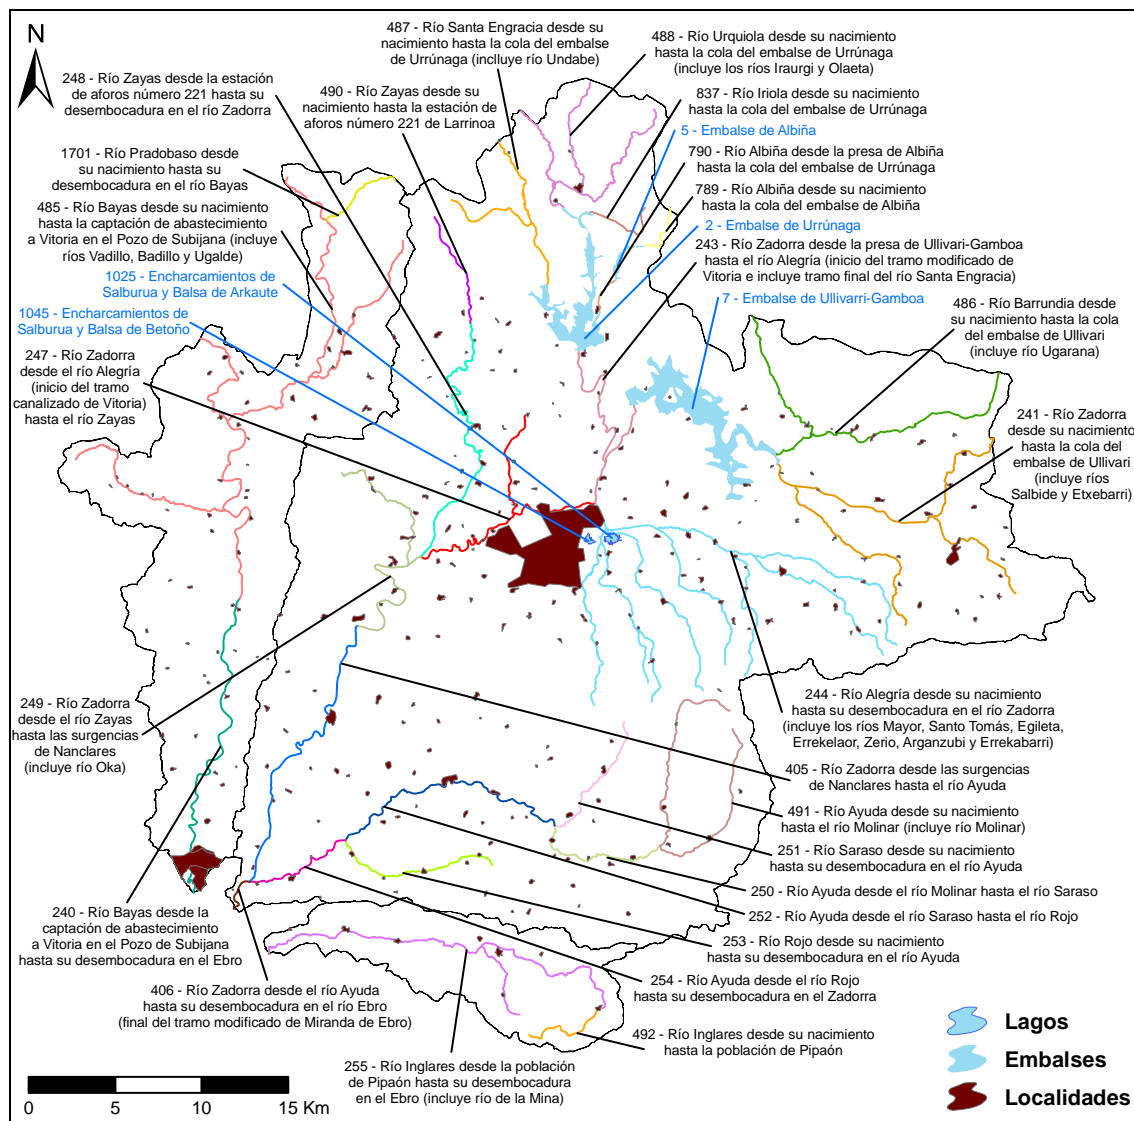 N
487 - Río Santa Engracia desde su
nacimiento hasta la cola del embalse
de Urrúnaga (inclluye río Undabe)
488 - Río Urquiola desde su nacimiento
hasta la cola del embalse de Urrúnaga
(incluye los ríos Iraurgi y Olaeta)
248 - Río Zayas desde la estación
de aforos número 221 hasta su
desembocadura en el río Zadorra
490 - Río Zayas desde su
nacimiento hasta la estación de
aforos número 221 de Larrinoa
837 - Río Iriola desde su nacimiento
hasta la cola del embalse de Urrúnaga
5 - Embalse de Albiña
790 - Río Albiña desde la presa de Albiña
hasta la cola del embalse de Urrúnaga
789 - Río Albiña desde su nacimiento
hasta la cola del embalse de Albiña
2 - Embalse de Urrúnaga
1701 - Río Pradobaso desde
su nacimiento hasta su
desembocadura en el río Bayas
485 - Río Bayas desde su nacimiento
hasta la captación de abastecimiento
a Vitoria en el Pozo de Subijana (incluye
ríos Vadillo, Badillo y Ugalde)
243 - Río Zadorra desde la presa de Ullivari-Gamboa
hasta el río Alegría (inicio del tramo modificado de
Vitoria e incluye tramo final del río Santa Engracia)
1025 - Encharcamientos de
Salburua y Balsa de Arkaute
7 - Embalse de Ullivarri-Gamboa
1045 - Encharcamientos de
Salburua y Balsa de Betoño
486 - Río Barrundia desde
su nacimiento hasta la cola
del embalse de Ullivari
(incluye río Ugarana)
247 - Río Zadorra
desde el río Alegría
(inicio del tramo
canalizado de Vitoria)
hasta el río Zayas
241 - Río Zadorra
desde su nacimiento
hasta la cola del
embalse de Ullivari
(incluye ríos
Salbide y Etxebarri)
249 - Río Zadorra
desde el río Zayas
hasta las surgencias
de Nanclares
(incluye río Oka)
244 - Río Alegría desde su nacimiento
hasta su desembocadura en el río Zadorra
(incluye los ríos Mayor, Santo Tomás, Egileta,
Errekelaor, Zerio, Arganzubi y Errekabarri)
405 - Río Zadorra desde las surgencias
de Nanclares hasta el río Ayuda
491 - Río Ayuda desde su nacimiento
hasta el río Molinar (incluye río Molinar)
251 - Río Saraso desde su nacimiento
hasta su desembocadura en el río Ayuda
250 - Río Ayuda desde el río Molinar hasta el río Saraso
252 - Río Ayuda desde el río Saraso hasta el río Rojo
253 - Río Rojo desde su nacimiento
hasta su desembocadura en el río Ayuda
254 - Río Ayuda desde el río Rojo
hasta su desembocadura en el Zadorra
240 - Río Bayas desde la
captación de abastecimiento
a Vitoria en el Pozo de Subijana
hasta su desembocadura en el Ebro
406 - Río Zadorra desde el río Ayuda
hasta su desembocadura en el río Ebro
(final del tramo modificado de Miranda de Ebro)
492 - Río Inglares desde su nacimiento
hasta la población de Pipaón
255 - Río Inglares desde la población
de Pipaón hasta su desembocadura
en el Ebro (incluye río de la Mina)
Lagos
Embalses
Localidades
0 5 10 15 Km